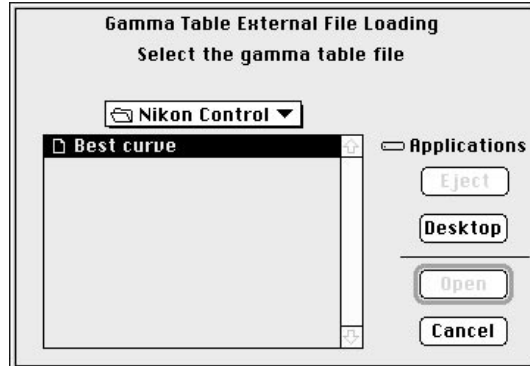 Gamma Table External File Loading
Select the gamma table file
Nikon Control
Best curve
Applications
Eject
Desktop
Open
Cancel